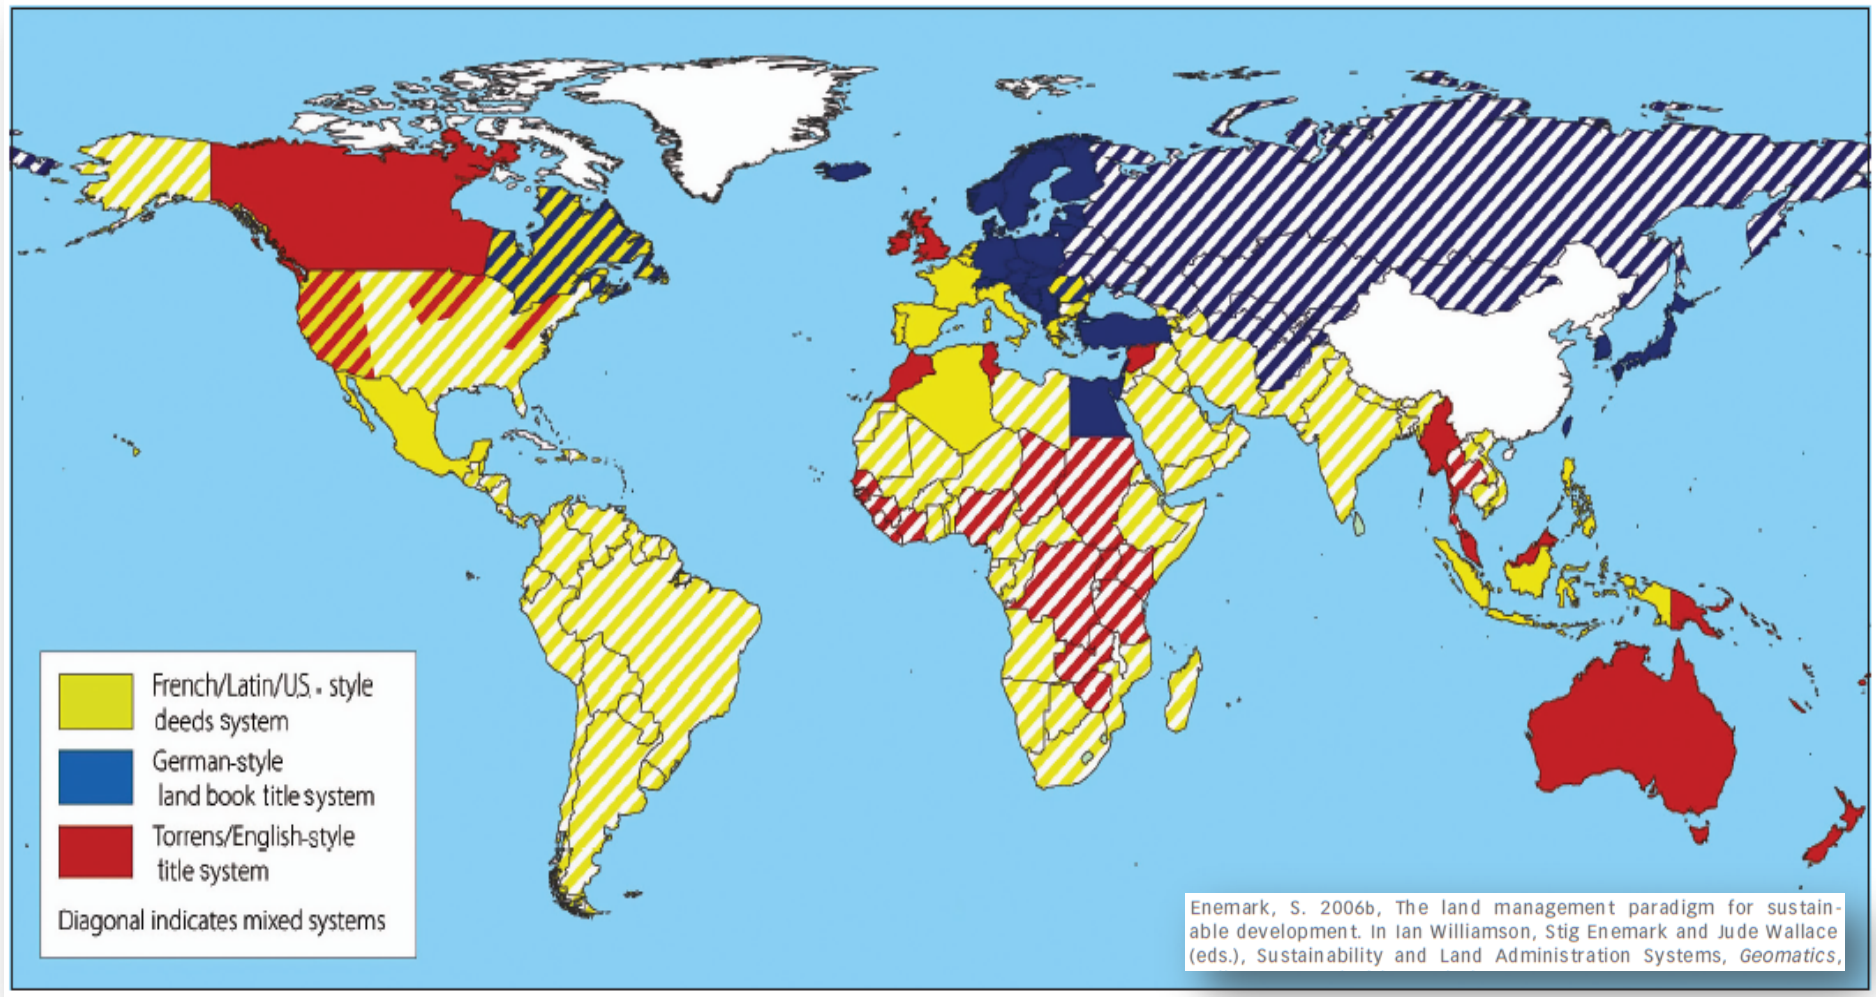 French/Latin/U.S. - style
deeds system
German-style
land book title system
Torrens/English-style
title system
Diagonal indicates mixed systems
Enemark, S. 2006b, The land management paradigm for sustain-
able development. In Ian Williamson, Stig Enemark and Jude Wallace
(eds.), Sustainability and Land Administration Systems, Geomatics,